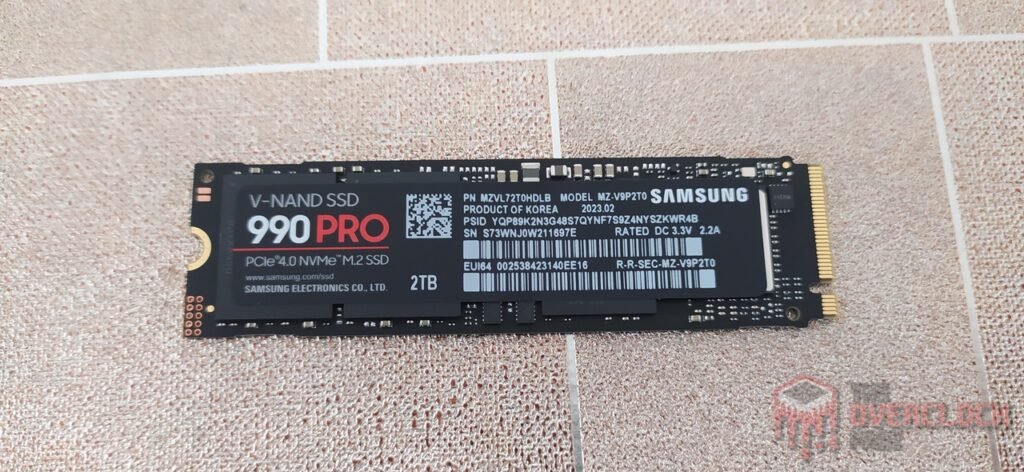 V-NAND SSD
990 PRO
PCIe® 4.0 NVMe™ M.2 SSD
www.samsung.com/ssd
SAMSUNG ELECTRONICS CO., LTD.
2TB
PN MZVL72T0HDLB MODEL MZ-V9P2T0
SAMSUNG
PRODUCT OF KOREA 2023.02
PSID YQP89K2N3G48S7QYNF7S9Z4NYSZKWR4B
SN S73WNJ0W211697E RATED DC 3.3V 2.2A
EUI64 002538423140EE16 R-R-SEC-MZ-V9P2T0
OVERCLOCK